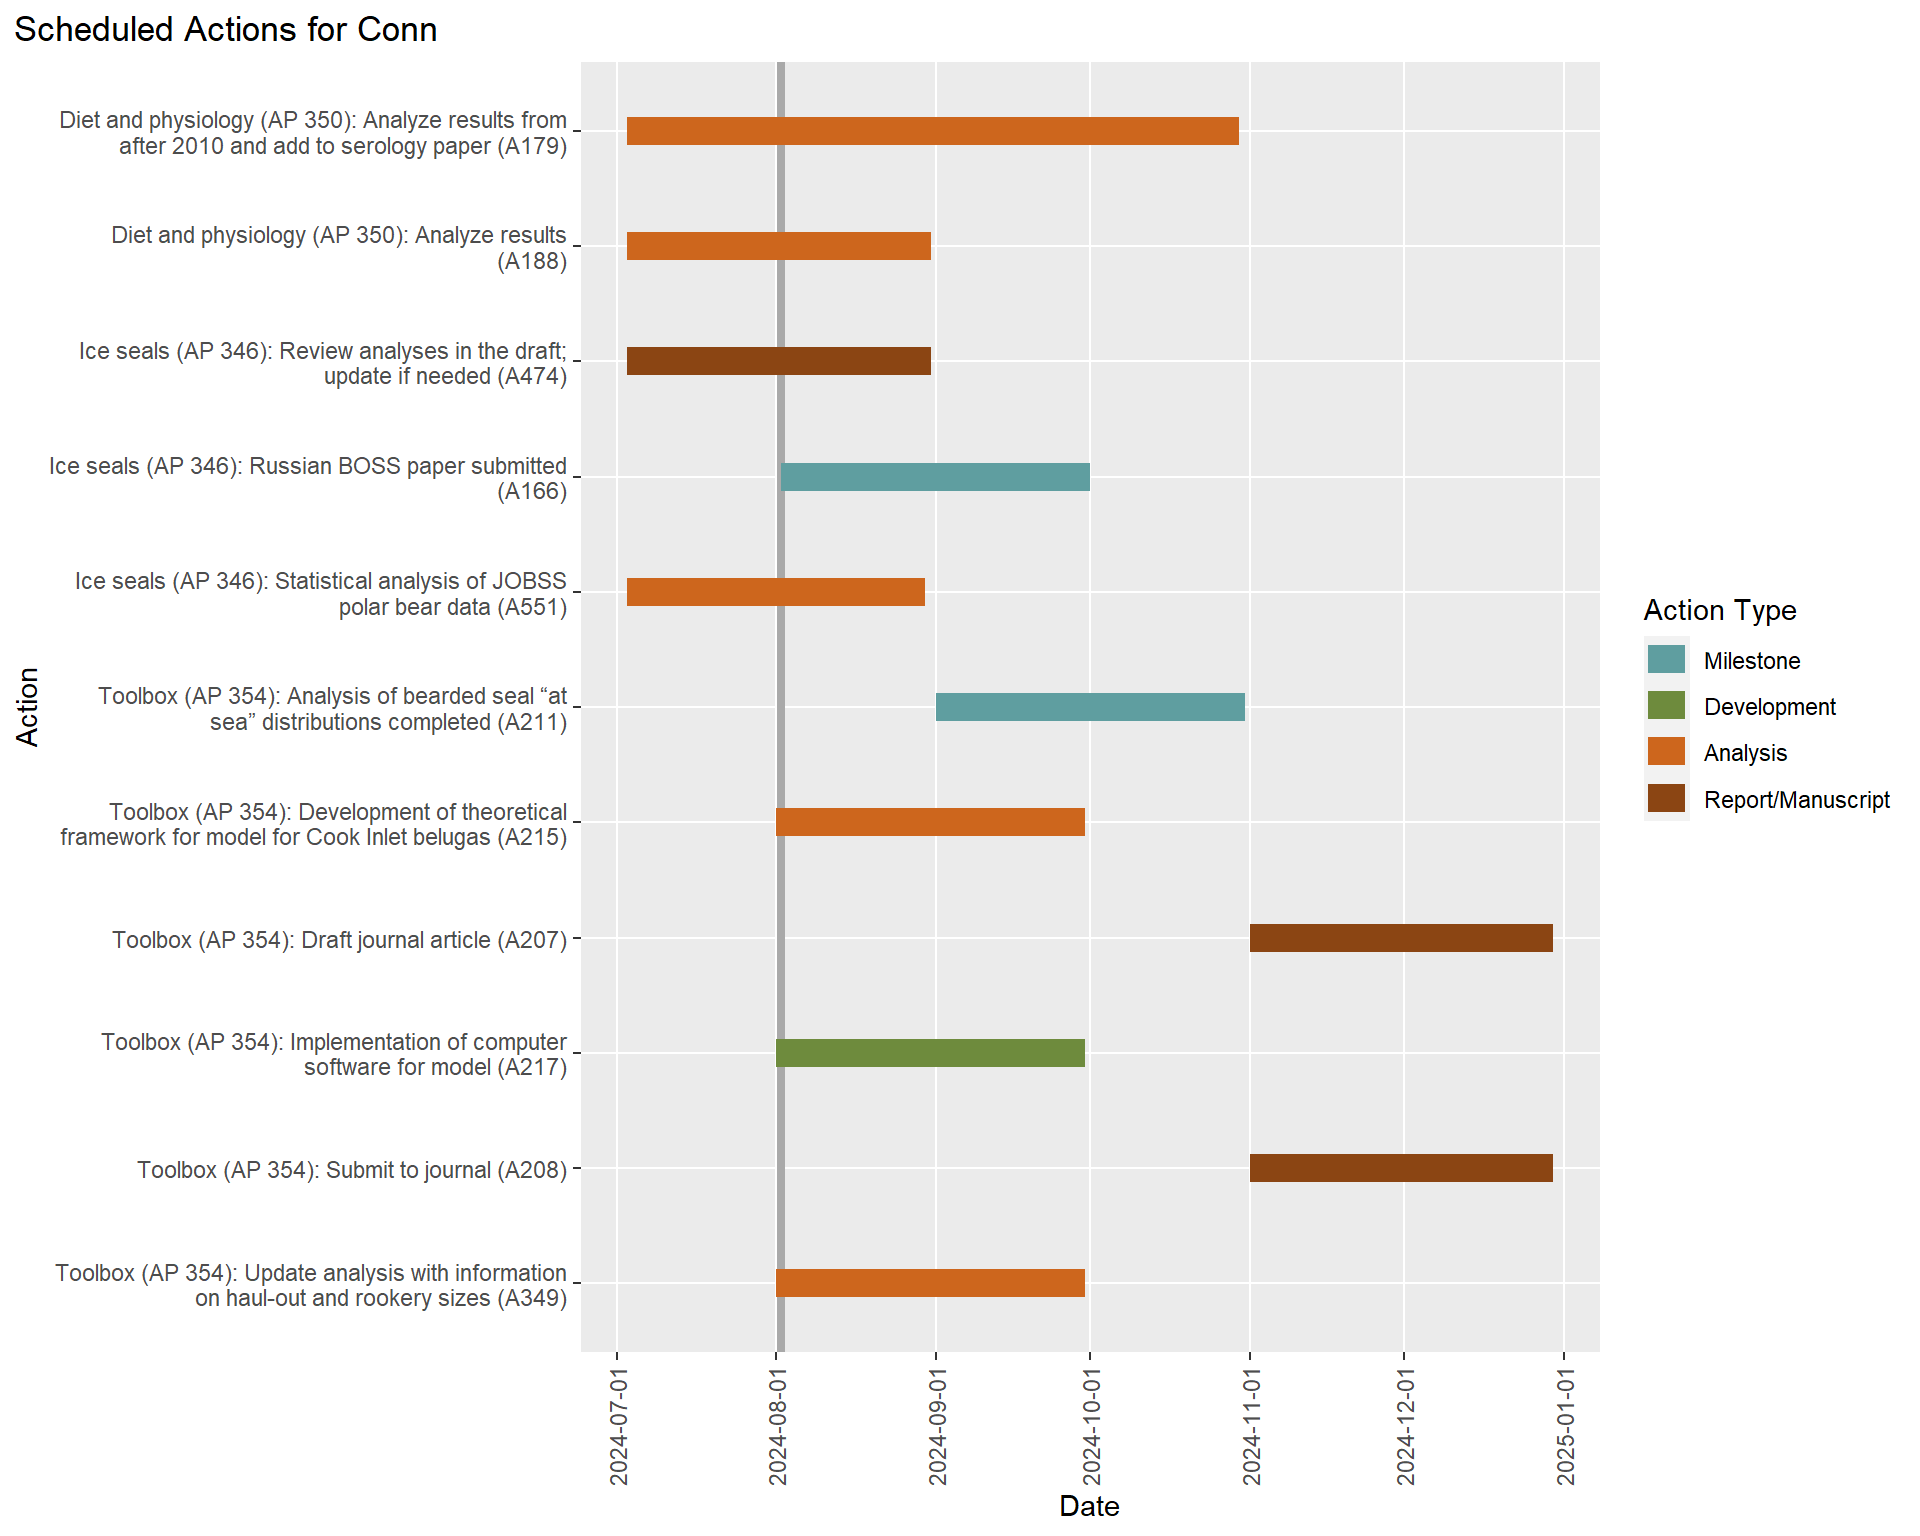 Scheduled Actions for Conn
Diet and physiology (AP 350): Analyze results from
after 2010 and add to serology paper (A179)
Diet and physiology (AP 350): Analyze results
(A188)
Ice seals (AP 346): Review analyses in the draft;
update if needed (A474)
Ice seals (AP 346): Russian BOSS paper submitted
(A166)
Ice seals (AP 346): Statistical analysis of JOBSS
polar bear data (A551)
Toolbox (AP 354): Analysis of bearded seal “at
sea” distributions completed (A211)
Toolbox (AP 354): Development of theoretical
framework for model for Cook Inlet belugas (A215)
Toolbox (AP 354): Draft journal article (A207)
Toolbox (AP 354): Implementation of computer
software for model (A217)
Toolbox (AP 354): Submit to journal (A208)
Toolbox (AP 354): Update analysis with information
on haul-out and rookery sizes (A349)
Action
2024-07-01
2024-08-01
2024-09-01
2024-10-01
2024-11-01
2024-12-01
2025-01-01
Date
Action Type
Milestone
Development
Analysis
Report/Manuscript